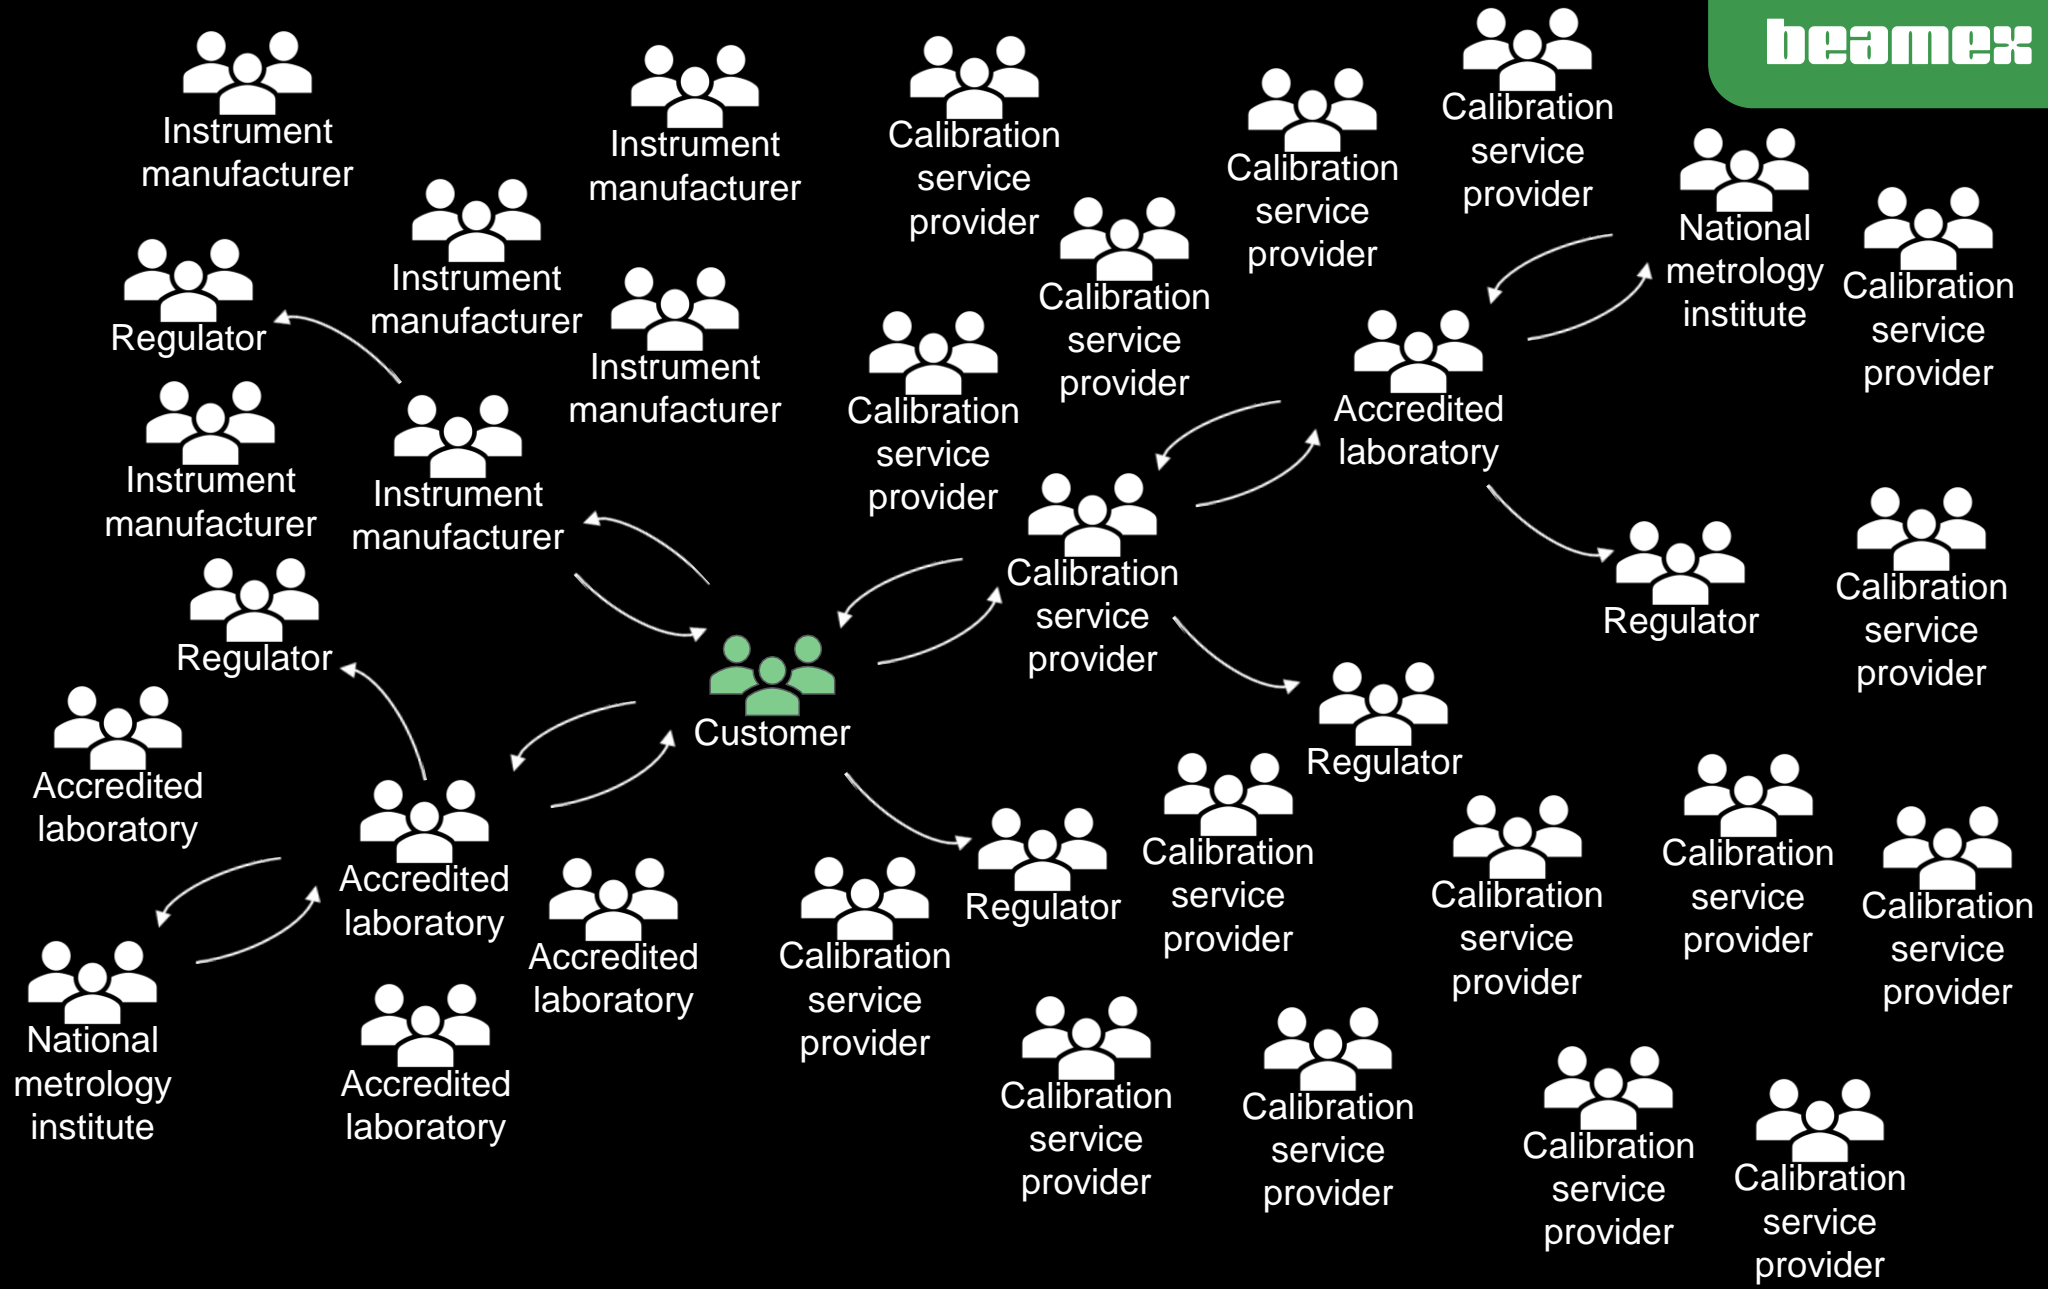 beamex
Instrument
manufacturer
Instrument
manufacturer
Calibration
service
provider
Calibration
service
provider
Calibration
service
provider
National
metrology
institute
Calibration
service
provider
Regulator
Instrument
manufacturer
Instrument
manufacturer
Calibration
service
provider
Calibration
service
provider
Accredited
laboratory
Instrument
manufacturer
Instrument
manufacturer
Calibration
service
provider
Regulator
Calibration
service
provider
Regulator
Customer
Regulator
Accredited
laboratory
Accredited
laboratory
Accredited
laboratory
Regulator
Calibration
service
provider
Calibration
service
provider
Calibration
service
provider
Calibration
service
provider
Calibration
service
provider
National
metrology
institute
Accredited
laboratory
Calibration
service
provider
Calibration
service
provider
Calibration
service
provider
Calibration
service
provider